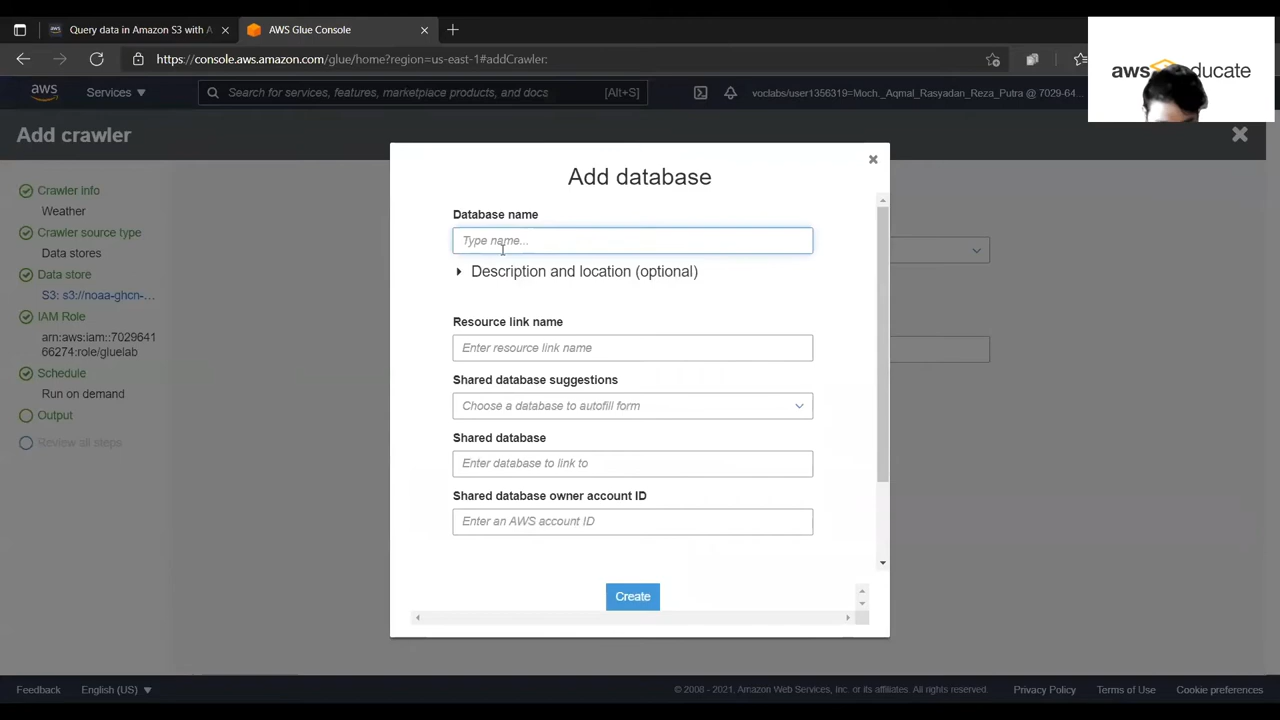 Query data in Amazon S3 with A
AWS Glue Console
https://console.aws.amazon.com/glue/home?region=us-east-1#addCrawler:
aws
Services
Search for services, features, marketplace products, and docs
[Alt+S]
voclabs/user1356319=Moch._Aqmal_Rasyadan_Reza_Putra @ 7029-64...
aws educate
Add crawler
Crawler info
Weather
Crawler source type
Data stores
Data store
S3: s3://noaa-ghcn-...
IAM Role
arn:aws:iam::7029641
66274:role/gluelab
Schedule
Run on demand
Output
Review all steps
Add database
Database name
Type name...
Description and location (optional)
Resource link name
Enter resource link name
Shared database suggestions
Choose a database to autofill form
Shared database
Enter database to link to
Shared database owner account ID
Enter an AWS account ID
Create
Feedback
English (US)
© 2008 - 2021, Amazon Web Services, Inc. or its affiliates. All rights reserved.
Privacy Policy
Terms of Use
Cookie preferences